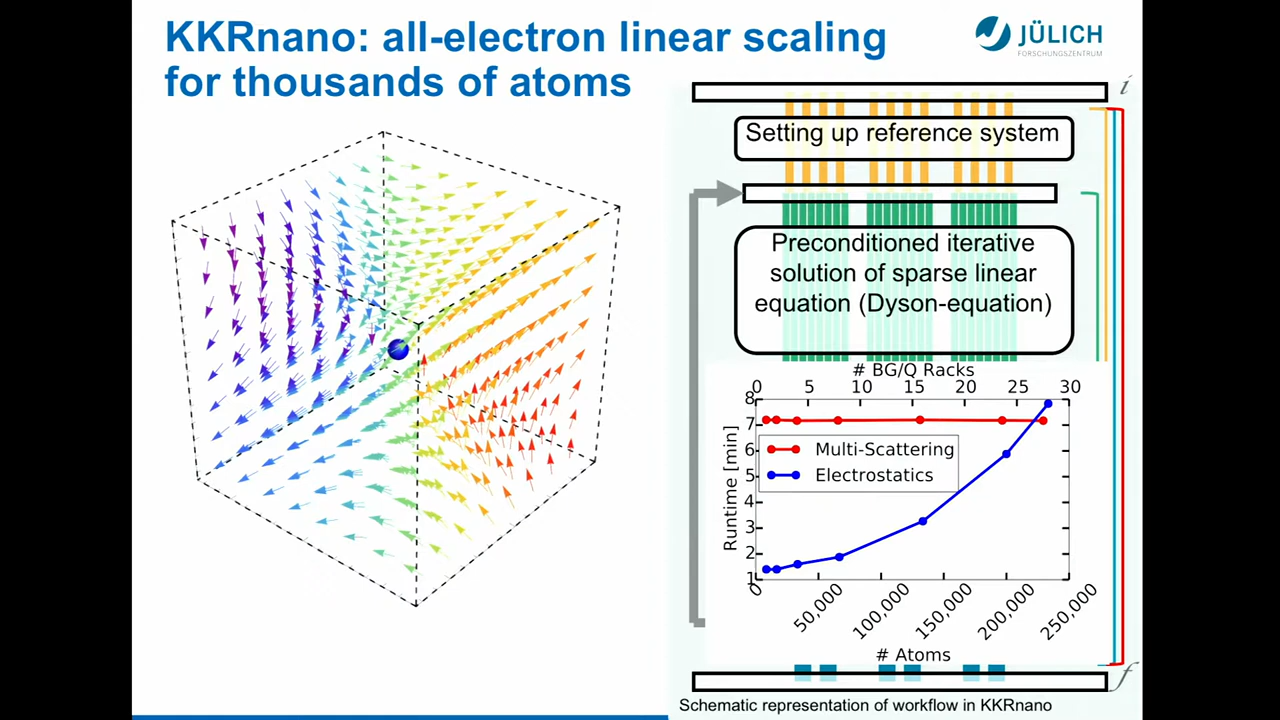 KKRnano: all-electron linear scaling
for thousands of atoms
JÜLICH
FORSCHUNGSZENTRUM
i
Setting up reference system
Preconditioned iterative
solution of sparse linear
equation (Dyson-equation)
# BG/Q Racks
0 5 10 15 20 25 30
8
7
6
5
4
3
2
1
Runtime [min]
Multi-Scattering
Electrostatics
0 50,000 100,000 150,000 200,000 250,000
# Atoms
f
Schematic representation of workflow in KKRnano